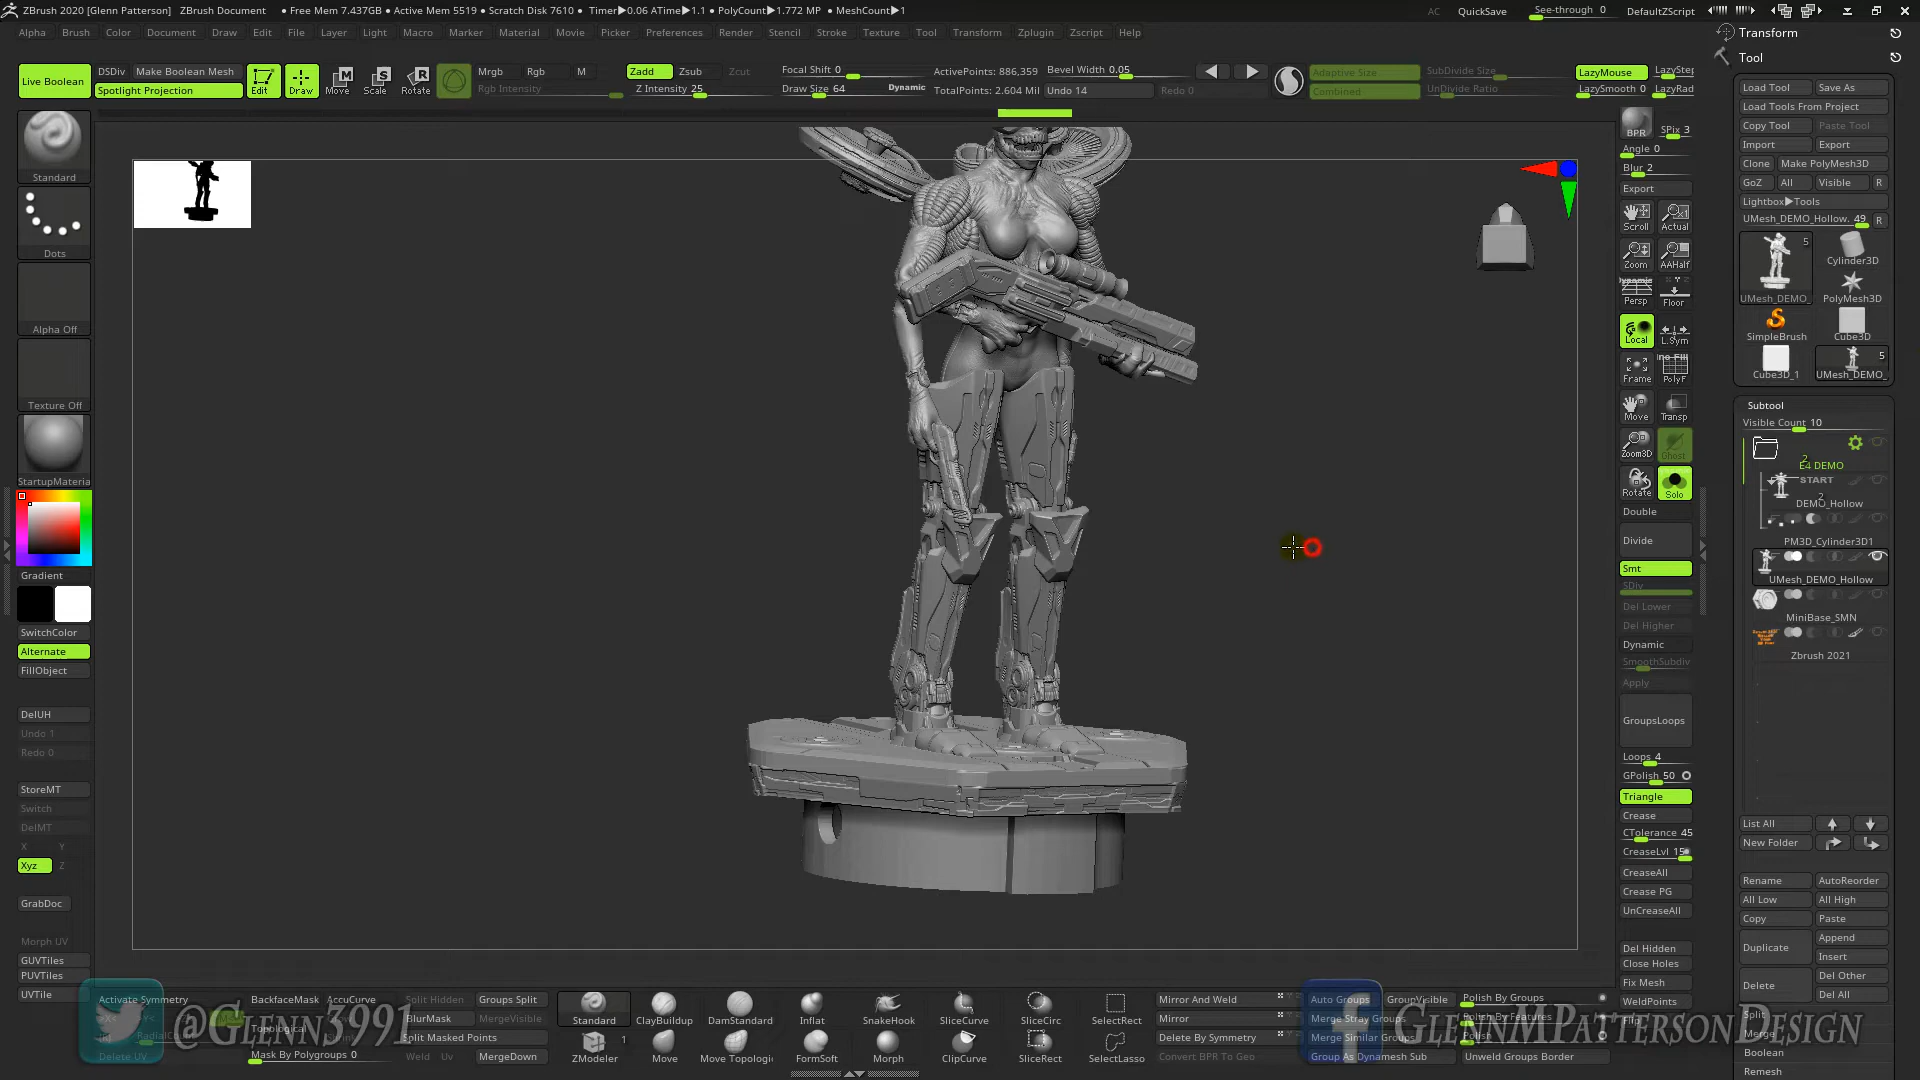 ZBrush 2020 [Glenn Patterson] ZBrush Document • Free Mem 7.437GB • Active Mem 5519 • Scratch Disk 7610 • Timer▶0.06 ATime▶1.1 • PolyCount▶1.772 MP • MeshCount▶1 AC QuickSave See-through 0 DefaultZScript
Alpha Brush Color Document Draw Edit File Layer Light Macro Marker Material Movie Picker Preferences Render Stencil Stroke Texture Tool Transform Zplugin Zscript Help
Live Boolean
DSDiv Make Boolean Mesh
Spotlight Projection
Edit Draw Move Scale Rotate
Mrgb Rgb M
Rgb Intensity
Zadd Zsub Zcut
Z Intensity 25
Focal Shift 0
Draw Size 64 Dynamic
ActivePoints: 886,359
TotalPoints: 2.604 Mil
Bevel Width 0.05
Undo 14 Redo 0
Adaptive Size
Combined
SubDivide Size
UnDivide Ratio
LazyMouse LazyStep
LazySmooth 0 LazyRad
Standard
Dots
Alpha Off
Texture Off
StartupMateria
Gradient
SwitchColor
Alternate
FillObject
DelUH
Undo 1
Redo 0
StoreMT
Switch
DelMT
X Y
Xyz Z
GrabDoc
Morph UV
GUVTiles
PUVTiles
UVTile
BPR SPix 3
Angle 0
Blur 2
Export
Scroll Actual
Zoom AAHalf
Dynamic
Persp Floor
Local L.Sym
Frame PolyF
Move Transp
Zoom3D Ghost
Rotate Solo
Double
Divide
Smt
SDiv
Del Lower
Del Higher
Dynamic
SmoothSubdiv
Apply
GroupsLoops
Loops 4
GPolish 50
Triangle
Crease
CTolerance 45
CreaseLvl 15
CreaseAll
Crease PG
UnCreaseAll
Del Hidden
Close Holes
Fix Mesh
WeldPoints
Flip
Transform
Tool
Load Tool Save As
Load Tools From Project
Copy Tool Paste Tool
Import Export
Clone Make PolyMesh3D
GoZ All Visible R
Lightbox▶Tools
UMesh_DEMO_Hollow. 49 R
5
Cylinder3D
UMesh_DEMO_ PolyMesh3D
SimpleBrush Cube3D
5
Cube3D_1 UMesh_DEMO_
Subtool
Visible Count 10
2
E4 DEMO
START
2
DEMO_Hollow
PM3D_Cylinder3D1
UMesh_DEMO_Hollow
MiniBase_SMN
Zbrush 2021
List All
New Folder
Rename AutoReorder
All Low All High
Copy Paste
Duplicate Append
Insert
Delete Del Other
Del All
Split
Merge
Boolean
Remesh
Activate Symmetry BackfaceMask AccuCurve Split Hidden Groups Split
Topological BlurMask MergeVisible
Split Masked Points
Delete UV Mask By Polygroups 0 Weld Uv MergeDown
Standard ClayBuildup DamStandard Inflat SnakeHook SliceCurve SliceCirc SelectRect
ZModeler 1 Move Move Topologic FormSoft Morph ClipCurve SliceRect SelectLasso
Mirror And Weld
Mirror
Delete By Symmetry
Convert BPR To Geo
Auto Groups GroupVisible
Merge Stray Groups
Merge Similar Groups
Group As Dynamesh Sub
Polish By Groups
Polish By Features
Polish
Unweld Groups Border
@Glenn3991
GlennMPattersonDesign